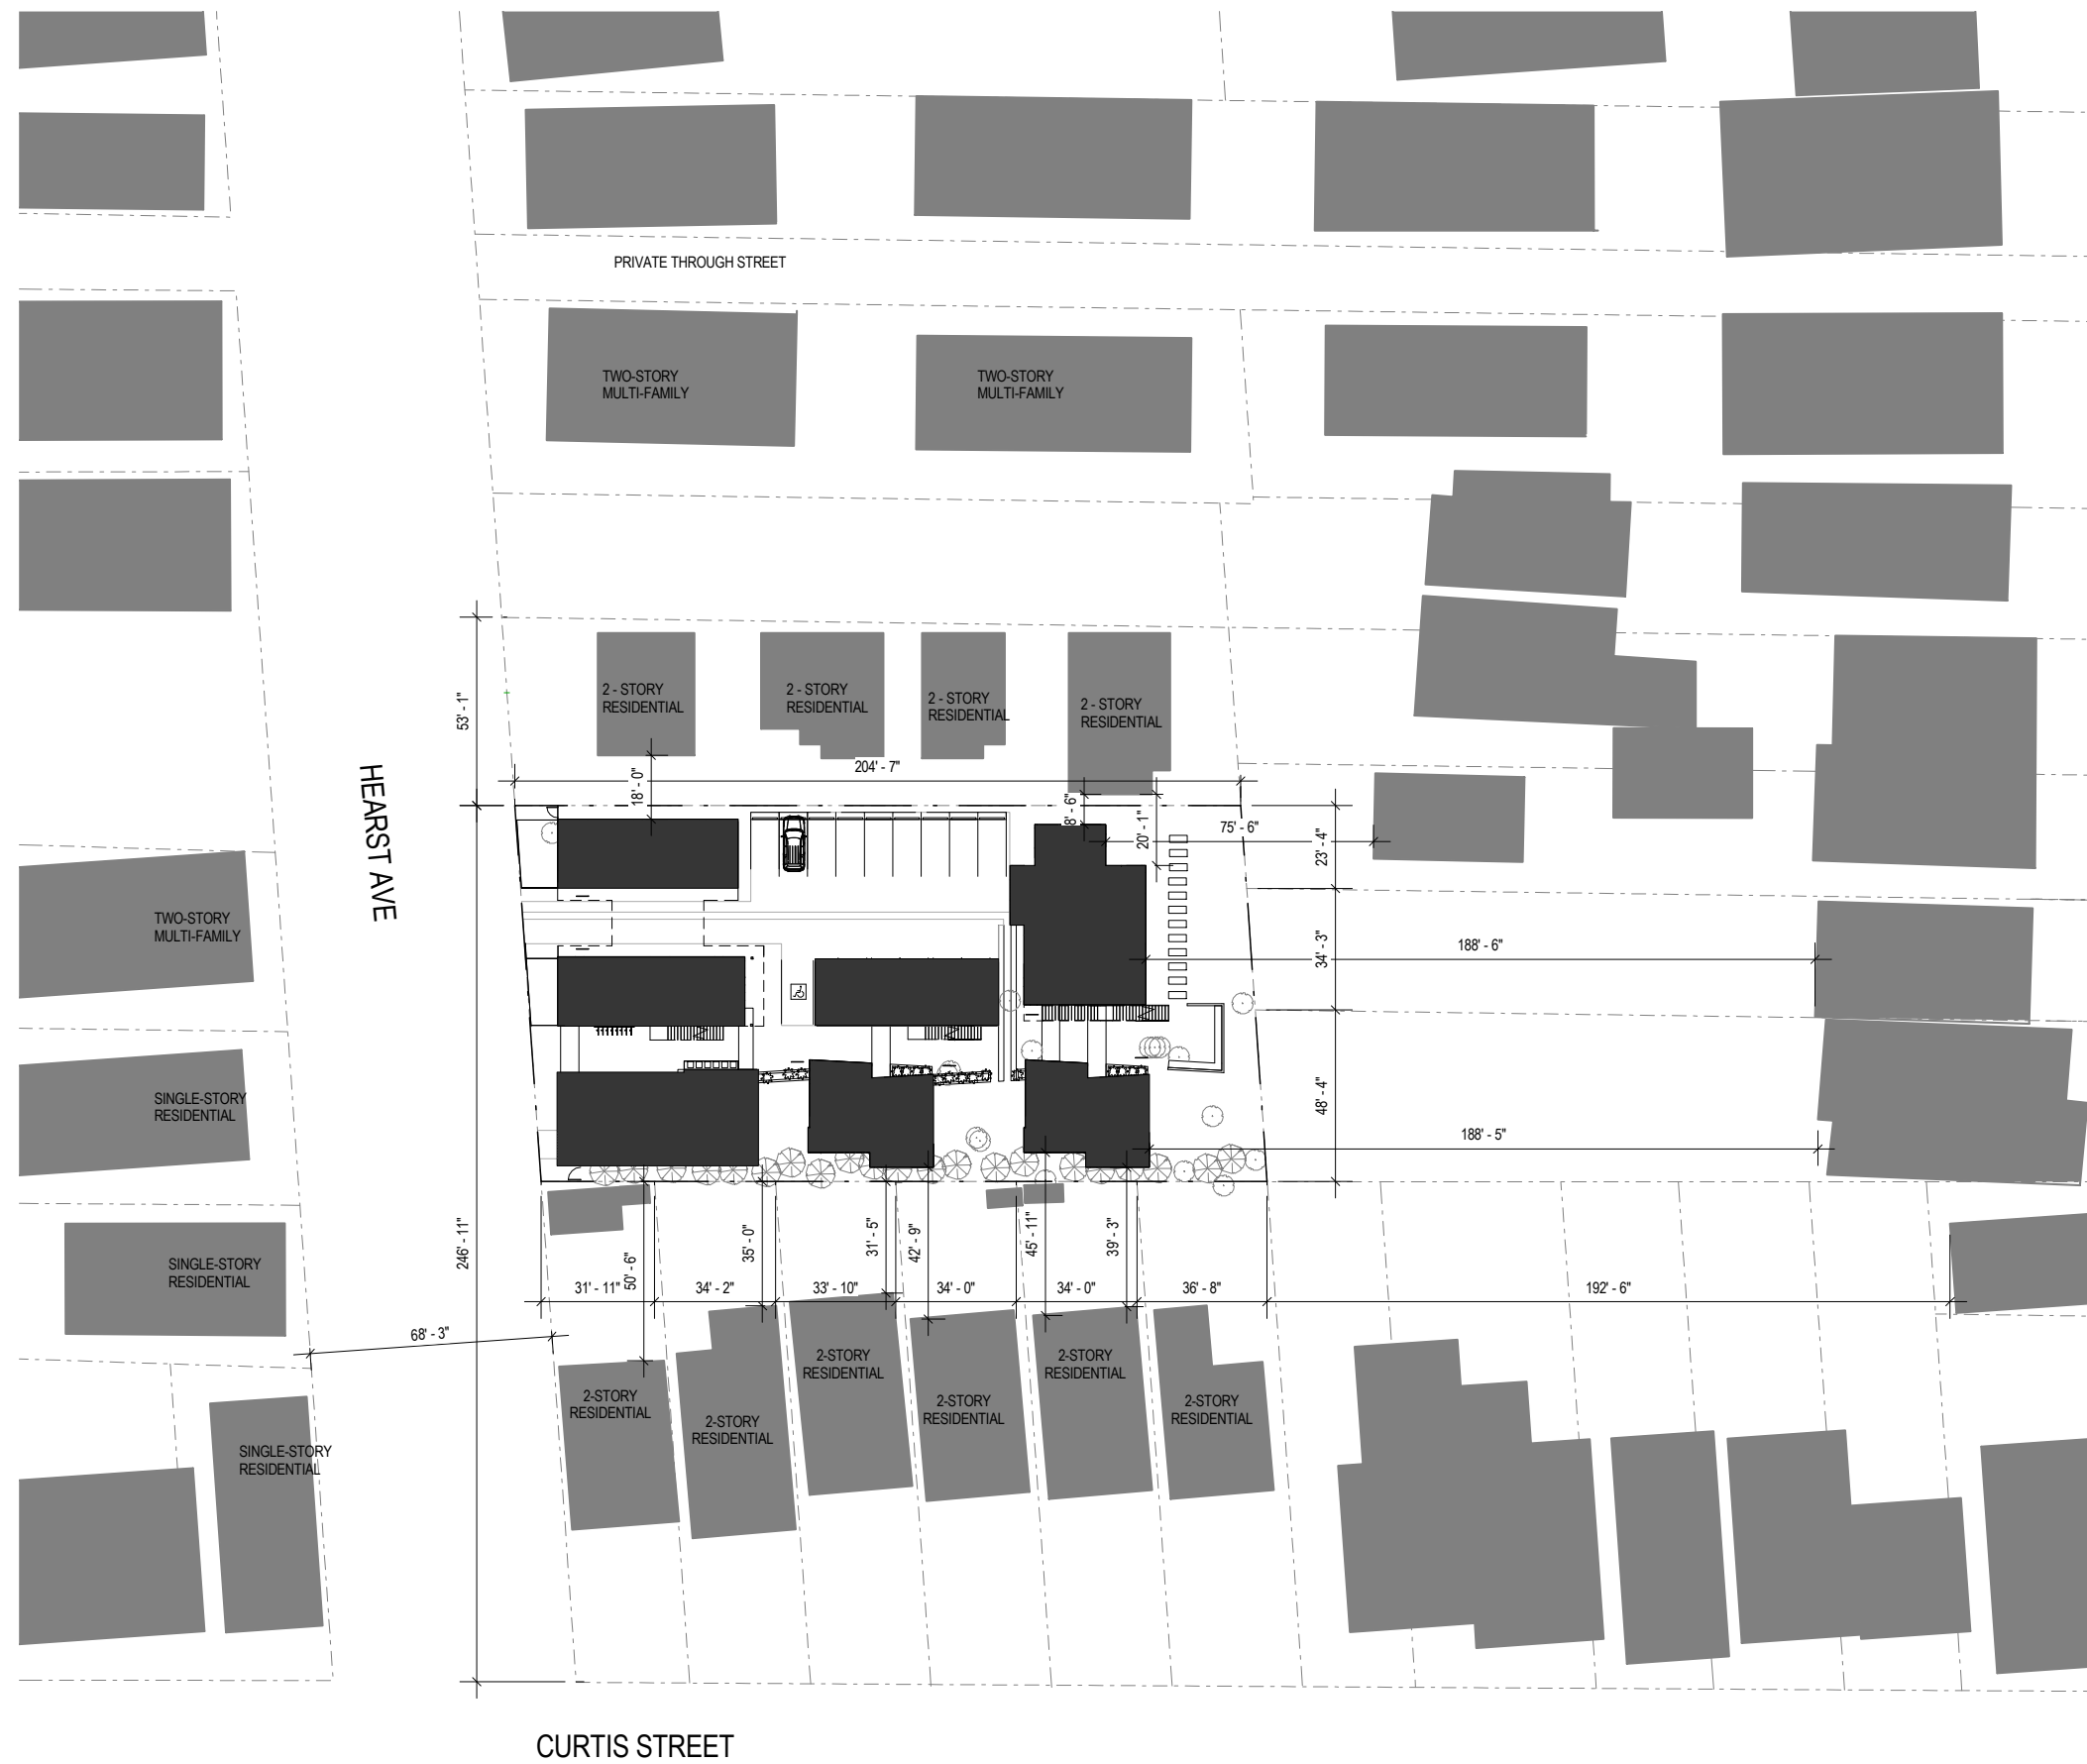 PRIVATE THROUGH STREET
TWO-STORY
MULTI-FAMILY
TWO-STORY
MULTI-FAMILY
53' - 1"
2 - STORY
RESIDENTIAL
2 - STORY
RESIDENTIAL
2 - STORY
RESIDENTIAL
2 - STORY
RESIDENTIAL
204' - 7"
18' - 0"
8' - 6"
20' - 1"
75' - 6"
23' - 4"
HEARST AVE
TWO-STORY
MULTI-FAMILY
34' - 3"
188' - 6"
SINGLE-STORY
RESIDENTIAL
48' - 4"
188' - 5"
246' - 11"
SINGLE-STORY
RESIDENTIAL
50' - 6"
35' - 0"
31' - 5"
42' - 9"
45' - 11"
39' - 3"
31' - 11"
34' - 2"
33' - 10"
34' - 0"
34' - 0"
36' - 8"
192' - 6"
68' - 3"
2-STORY
RESIDENTIAL
2-STORY
RESIDENTIAL
2-STORY
RESIDENTIAL
2-STORY
RESIDENTIAL
2-STORY
RESIDENTIAL
2-STORY
RESIDENTIAL
SINGLE-STORY
RESIDENTIAL
CURTIS STREET